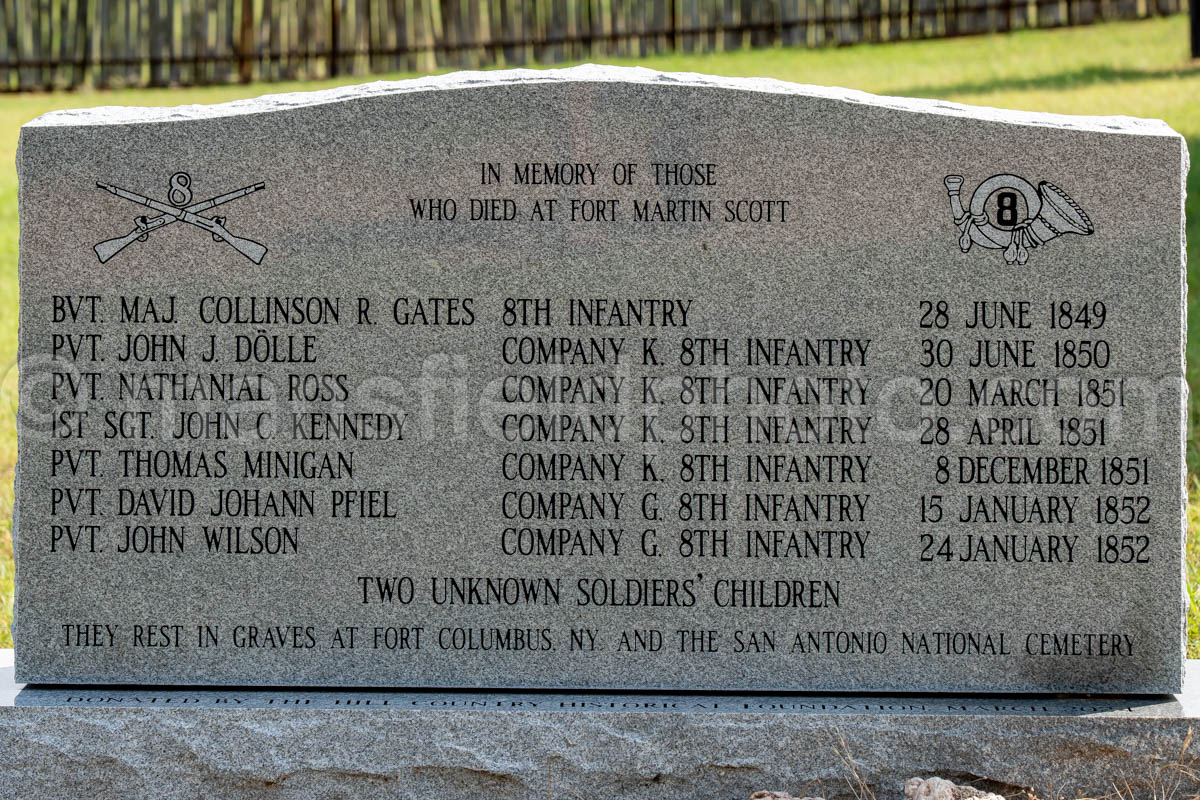 8
8
IN MEMORY OF THOSE
WHO DIED AT FORT MARTIN SCOTT
BVT. MAJ. COLLINSON R. GATES 8TH INFANTRY 28 JUNE 1849
PVT. JOHN J. DÖLLE COMPANY K. 8TH INFANTRY 30 JUNE 1850
PVT. NATHANIAL ROSS COMPANY K. 8TH INFANTRY 20 MARCH 1851
1ST SGT. JOHN C. KENNEDY COMPANY K. 8TH INFANTRY 28 APRIL 1851
PVT. THOMAS MINIGAN COMPANY K. 8TH INFANTRY 8 DECEMBER 1851
PVT. DAVID JOHANN PFIEL COMPANY G. 8TH INFANTRY 15 JANUARY 1852
PVT. JOHN WILSON COMPANY G. 8TH INFANTRY 24 JANUARY 1852
TWO UNKNOWN SOLDIERS' CHILDREN
THEY REST IN GRAVES AT FORT COLUMBUS, NY AND THE SAN ANTONIO NATIONAL CEMETERY
DONATED BY THE HILL COUNTRY HISTORICAL FOUNDATION, MARCH